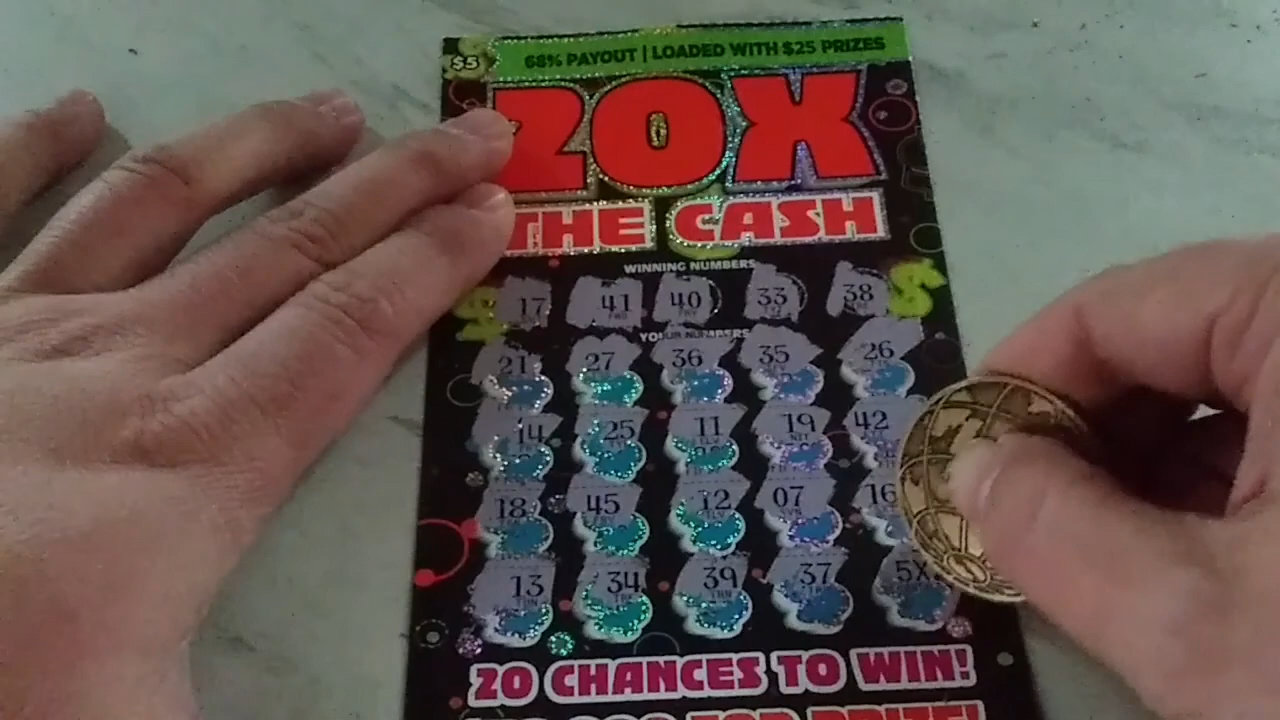 $5
68% PAYOUT | LOADED WITH $25 PRIZES
20X
THE CASH
WINNING NUMBERS
17 41 40 33 38
YOUR NUMBERS
21 27 36 35 26
14 25 11 19 42
18 45 12 07 16
13 34 39 37 5X
20 CHANCES TO WIN!
TOP PRIZE!